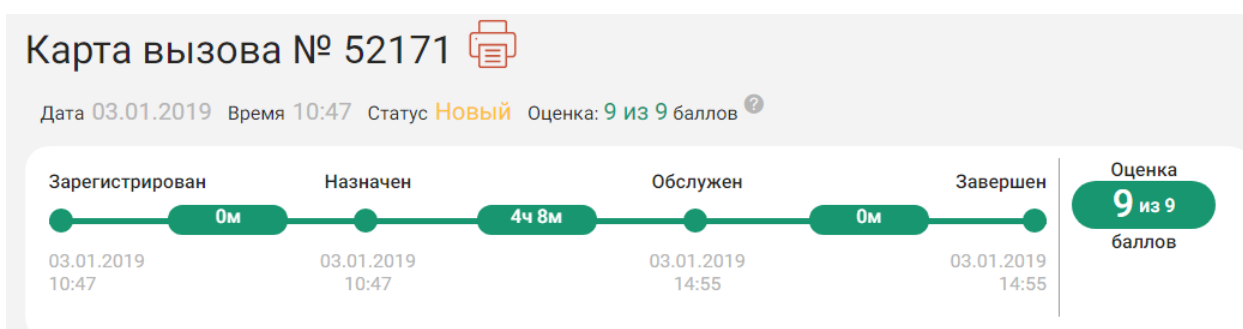 Карта вызова № 52171
Дата 03.01.2019 Время 10:47 Статус Новый Оценка: 9 из 9 баллов ?
Зарегистрирован Назначен Обслужен Завершен
0м 4ч 8м 0м
03.01.2019 03.01.2019 03.01.2019 03.01.2019
10:47 10:47 14:55 14:55
Оценка
9 из 9
баллов